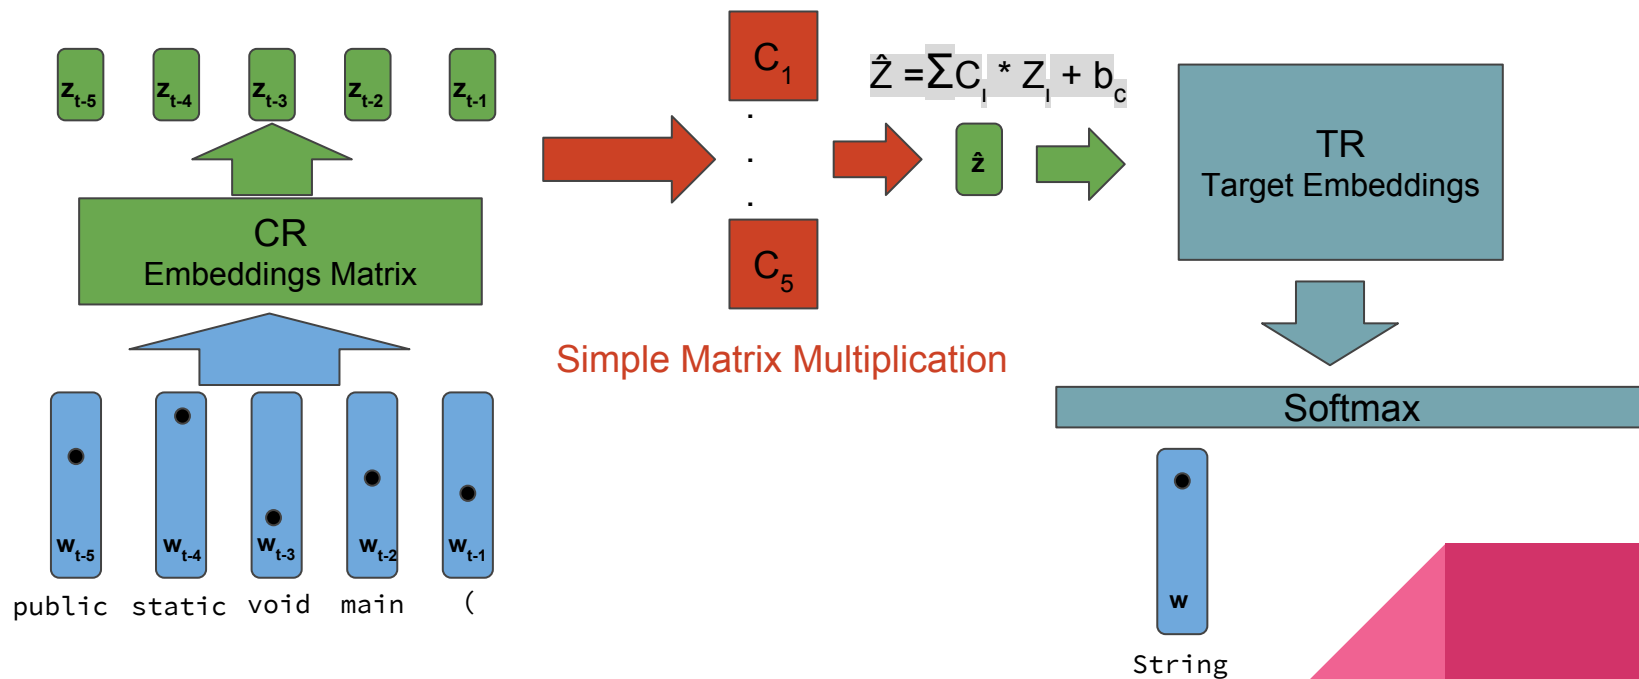 z_t-5 z_t-4 z_t-3 z_t-2 z_t-1
CR
Embeddings Matrix
w_t-5 w_t-4 w_t-3 w_t-2 w_t-1
public static void main (
C_1
.
.
.
C_5
Simple Matrix Multiplication
Ẑ =ΣC_I * Z_I + b_C
ẑ
TR
Target Embeddings
Softmax
w
String